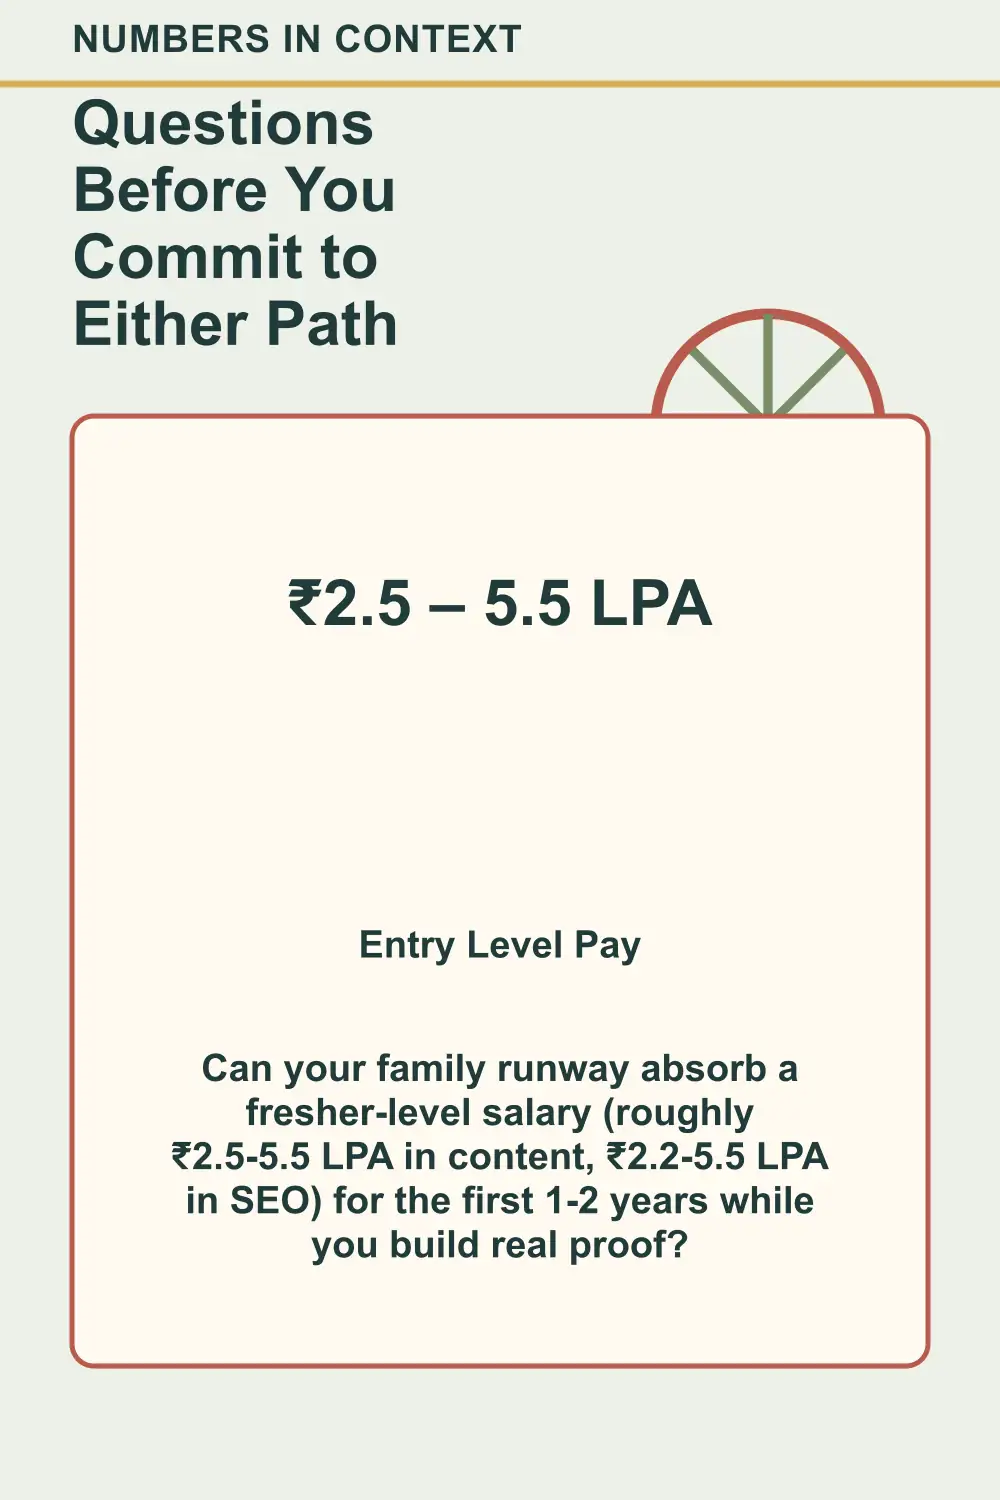 NUMBERS IN CONTEXT
Questions
Before You
Commit to
Either Path
₹2.5 – 5.5 LPA
Entry Level Pay
Can your family runway absorb a
fresher-level salary (roughly
₹2.5-5.5 LPA in content, ₹2.2-5.5 LPA
in SEO) for the first 1-2 years while
you build real proof?